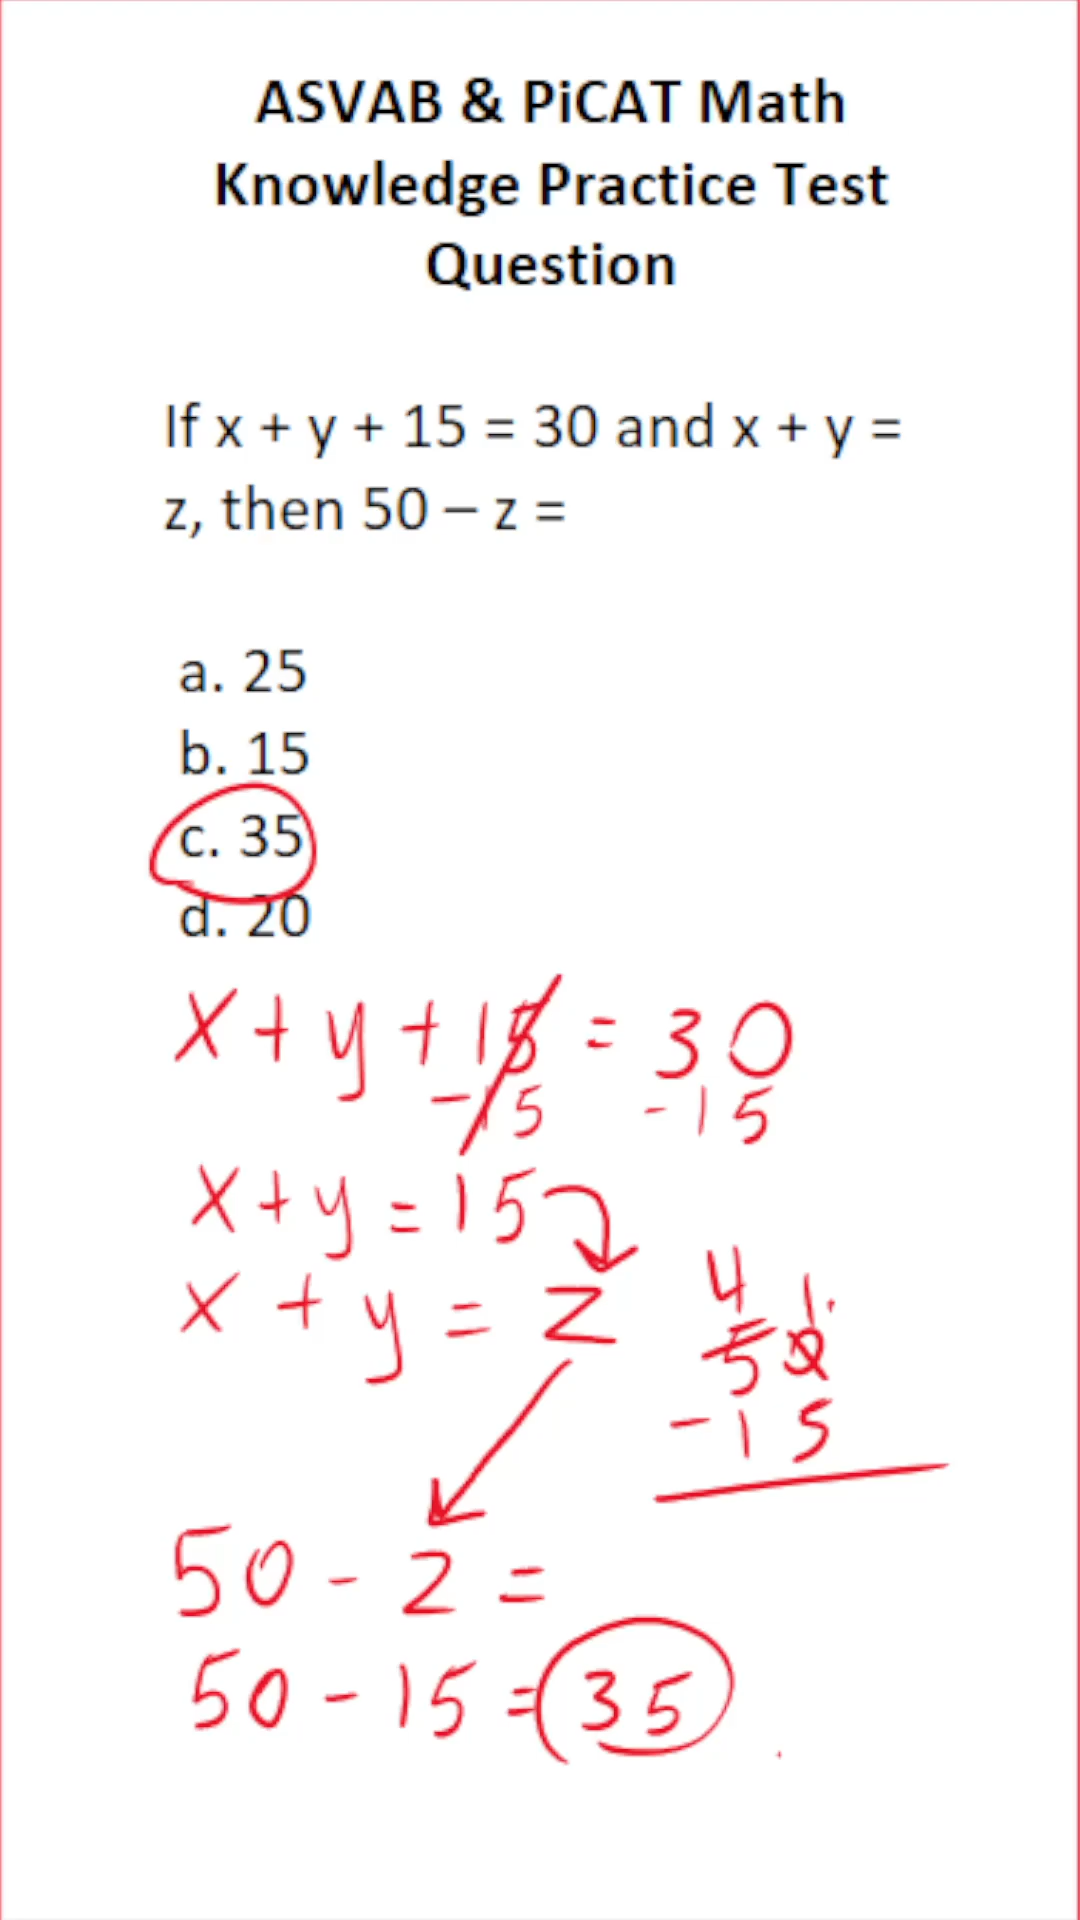 ASVAB & PiCAT Math
Knowledge Practice Test
Question
If x + y + 15 = 30 and x + y =
z, then 50 – z =
a. 25
b. 15
c. 35
d. 20
x + y + 15 = 30
-15 -15
x + y = 15
x + y = z
4 1
50
-15
50 - z =
50 - 15 = 35